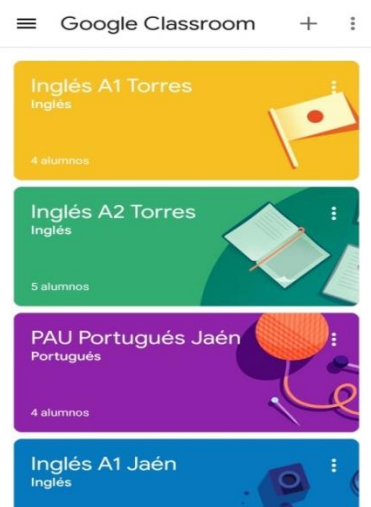 Google Classroom
Inglés A1 Torres
Inglés
4 alumnos
Inglés A2 Torres
Inglés
5 alumnos
PAU Portugués Jaén
Portugués
4 alumnos
Inglés A1 Jaén
Inglés